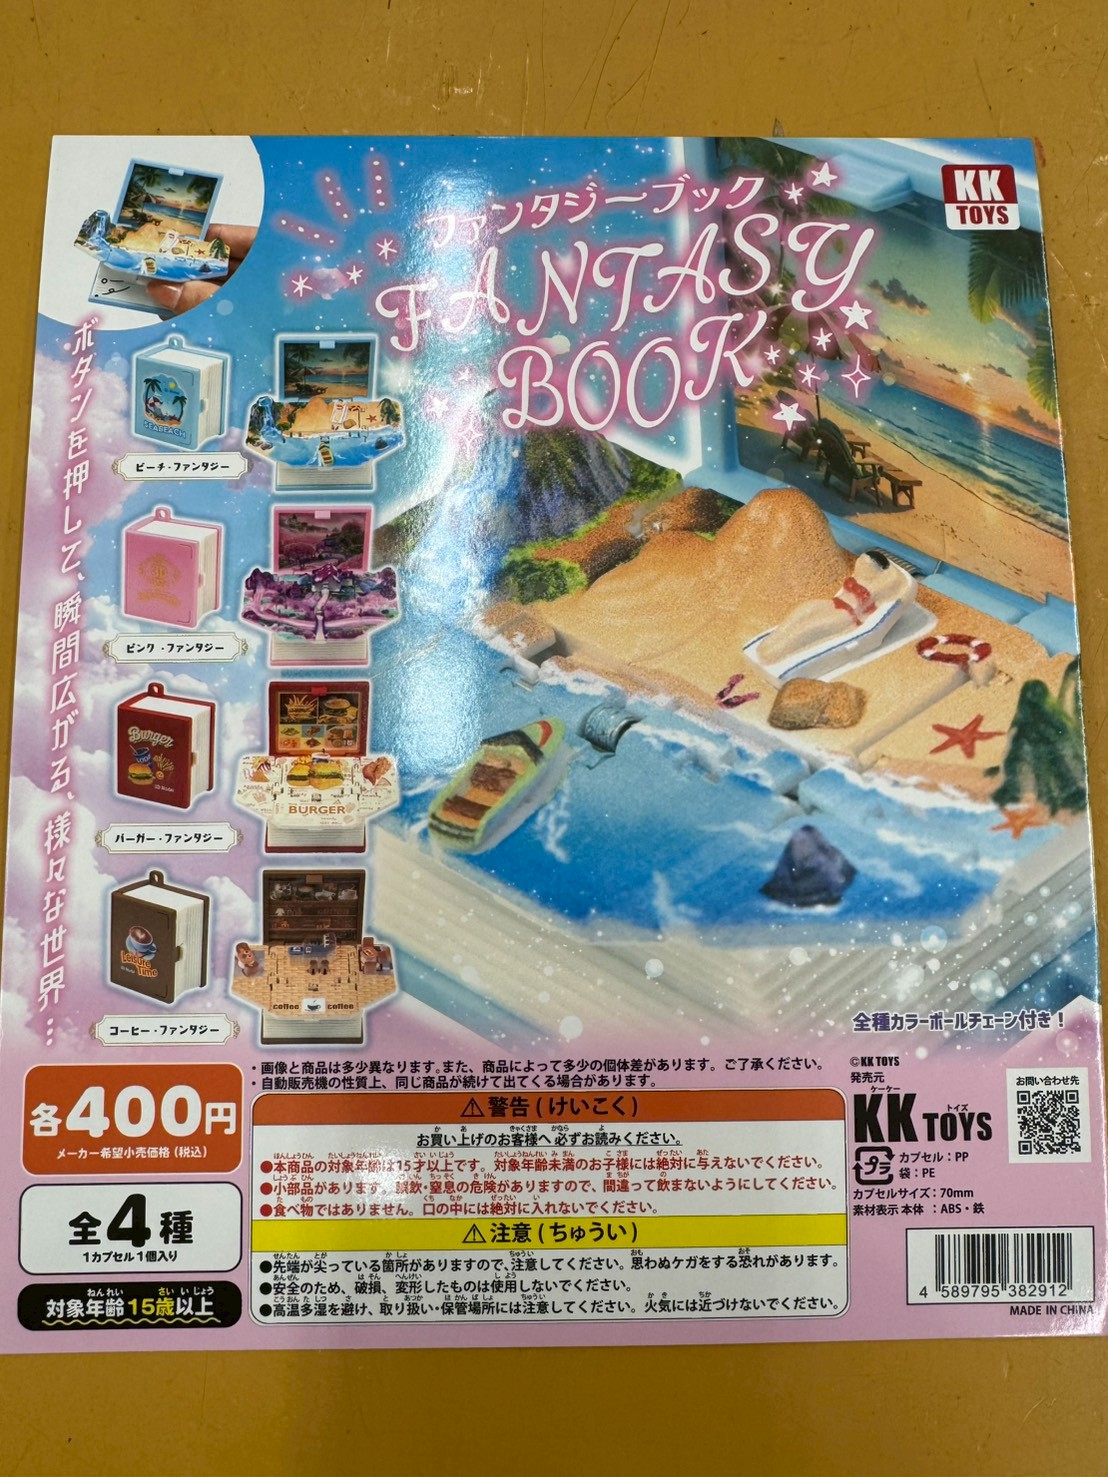 KK
TOYS
ファンタジーブック
FANTASY
BOOK
ボタンを押して、瞬間広がる、様々な世界…
SEABEACH
ビーチ・ファンタジー
ピンク・ファンタジー
Burger
バーガー・ファンタジー
BURGER
Leisure
Time
コーヒー・ファンタジー
coffee coffee
全種カラーボールチェーン付き！
各400円
メーカー希望小売価格(税込)
全4種
1カプセル1個入り
対象年齢15歳以上
ねんれい さい いじょう
・画像と商品は多少異なります。また、商品によって多少の個体差があります。ご了承ください。
・自動販売機の性質上、同じ商品が続けて出てくる場合があります。
⚠警告(けいこく)
お買い上げのお客様へ必ずお読みください。
●本商品の対象年齢は15才以上です。対象年齢未満のお子様には絶対に与えないでください。
●小部品があります。誤飲・窒息の危険がありますので、間違って飲まないようにしてください。
●食べ物ではありません。口の中には絶対に入れないでください。
⚠注意(ちゅうい)
●先端が尖っている箇所がありますので、注意してください。思わぬケガをする恐れがあります。
●安全のため、破損、変形したものは使用しないでください。
●高温多湿を避け、取り扱い・保管場所には注意してください。火気には近づけないでください。
©KK TOYS
発売元
ケーケー トイズ
KK TOYS
お問い合わせ先
プラ
カプセル：PP
袋：PE
カプセルサイズ：70mm
素材表示 本体：ABS・鉄
4 589795 382912
MADE IN CHINA